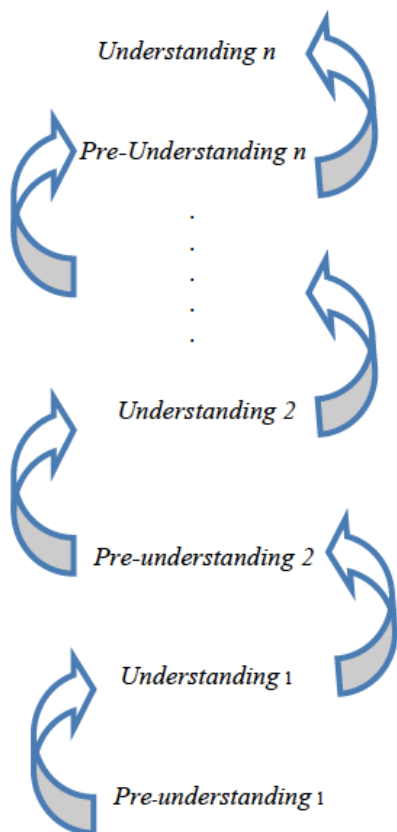 Understanding n
Pre-Understanding n
.
.
.
.
.
Understanding 2
Pre-understanding 2
Understanding 1
Pre-understanding 1